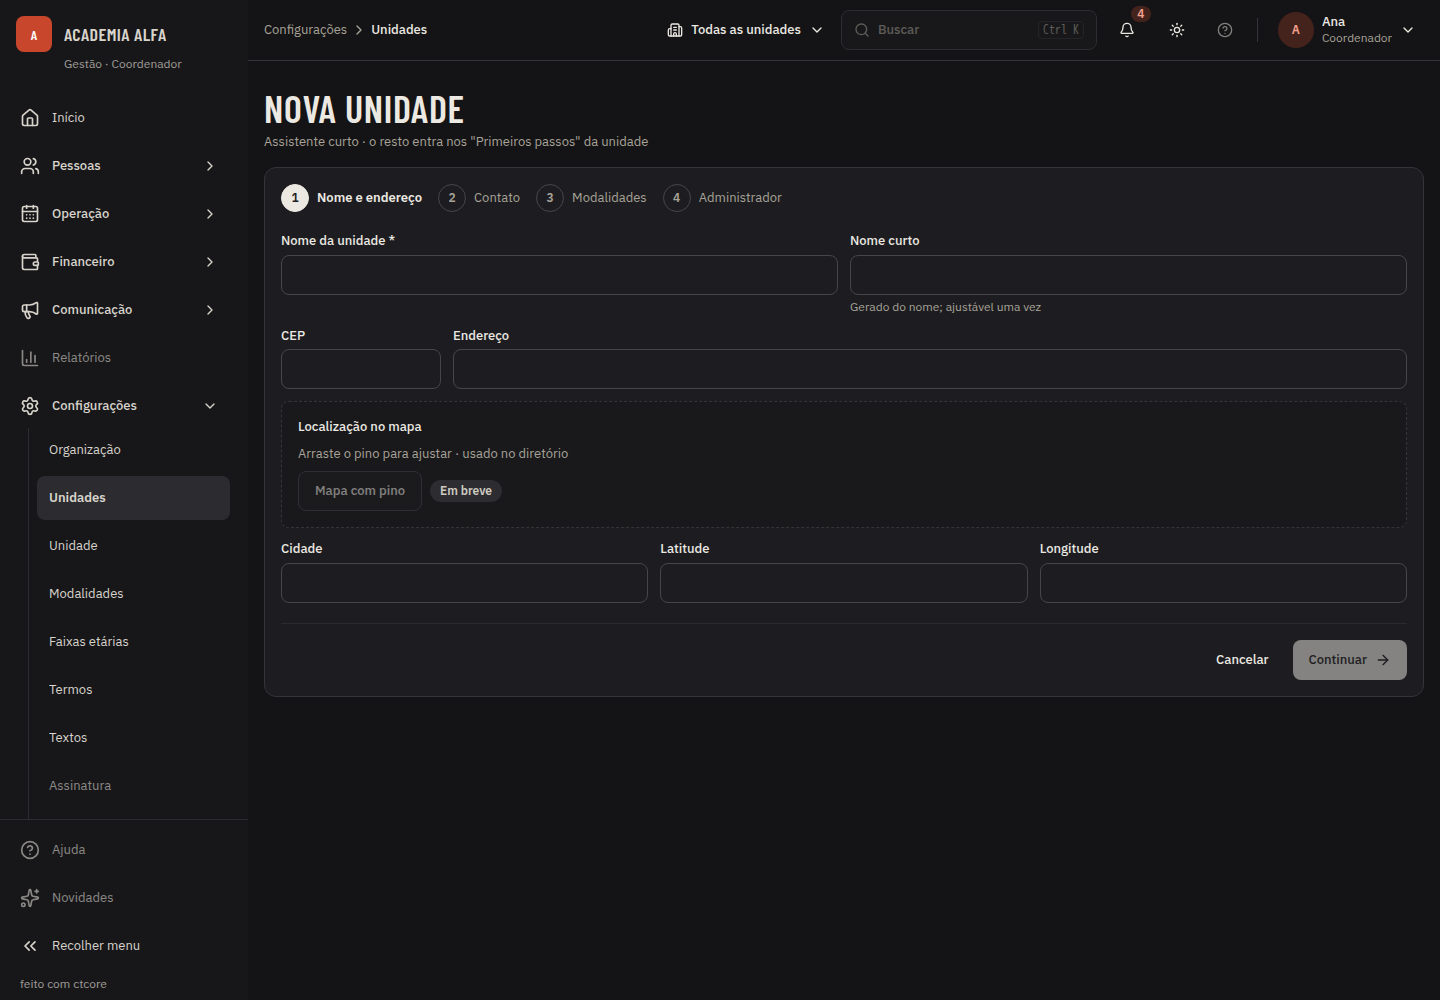 A
ACADEMIA ALFA
Gestão · Coordenador
Início
Pessoas
Operação
Financeiro
Comunicação
Relatórios
Configurações
Organização
Unidades
Unidade
Modalidades
Faixas etárias
Termos
Textos
Assinatura
Ajuda
Novidades
Recolher menu
feito com ctcore
Configurações > Unidades
Todas as unidades
Buscar
Ctrl K
4
A
Ana
Coordenador
NOVA UNIDADE
Assistente curto · o resto entra nos "Primeiros passos" da unidade
1 Nome e endereço 2 Contato 3 Modalidades 4 Administrador
Nome da unidade * Nome curto
Gerado do nome; ajustável uma vez
CEP Endereço
Localização no mapa
Arraste o pino para ajustar · usado no diretório
Mapa com pino Em breve
Cidade Latitude Longitude
Cancelar Continuar